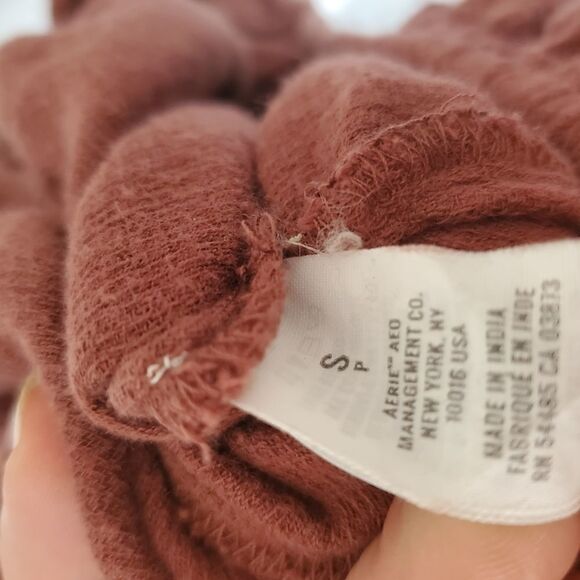 S
P
AERIE™ AEO
MANAGEMENT CO.
NEW YORK, NY
10016 USA
MADE IN INDIA
FABRIQUÉ EN INDE
RN 54485 CA 03873